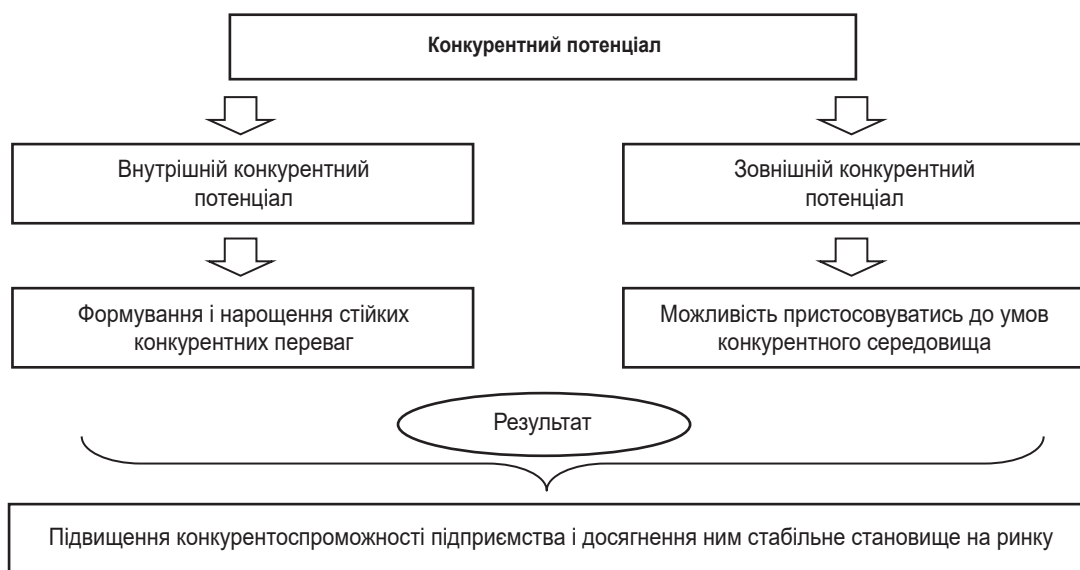 Конкурентний потенціал
Внутрішній конкурентний
потенціал
Зовнішній конкурентний
потенціал
Формування і нарощення стійких
конкурентних переваг
Можливість пристосовуватись до умов
конкурентного середовища
Результат
Підвищення конкурентоспроможності підприємства і досягнення ним стабільне становище на ринку